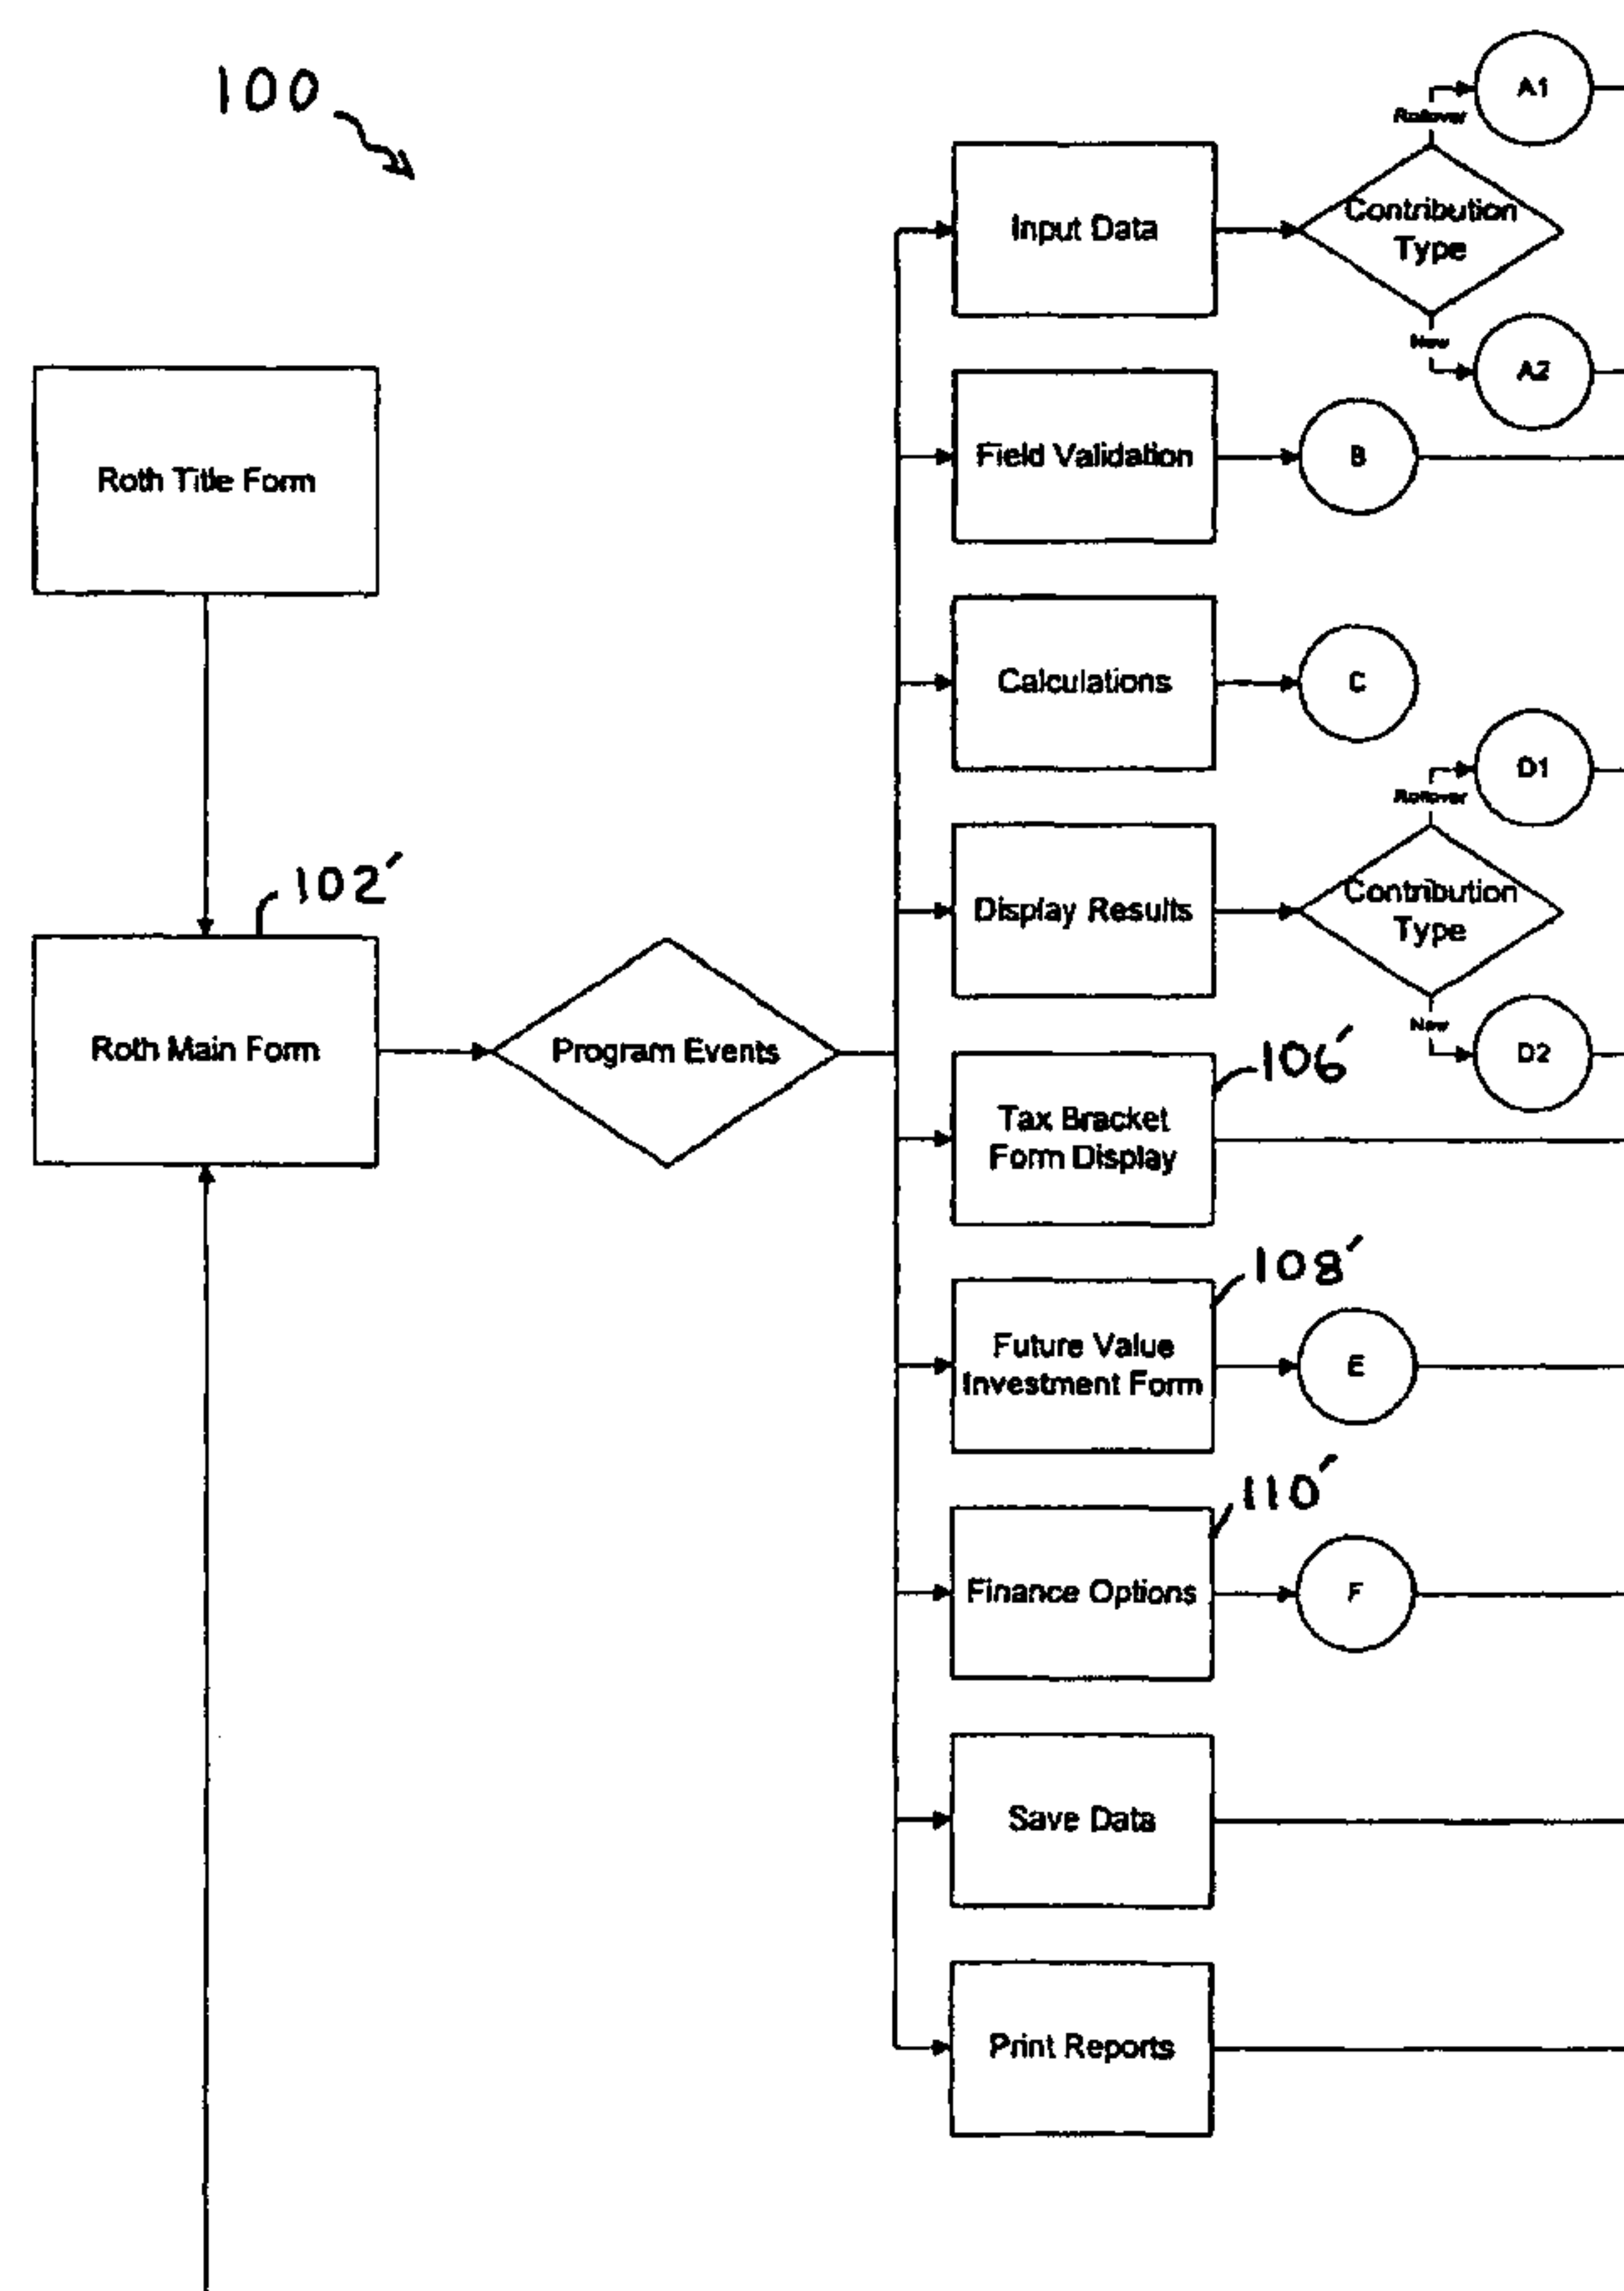 100
A1
Rollover
Input Data
Contribution
Type
New
A2
Roth Title Form
Field Validation
B
Calculations
C
D1
Rollover
102′
Display Results
Contribution
Type
New
D2
Roth Main Form
Program Events
106′
Tax Bracket
Form Display
108′
Future Value
Investment Form
E
110′
Finance Options
F
Save Data
Print Reports